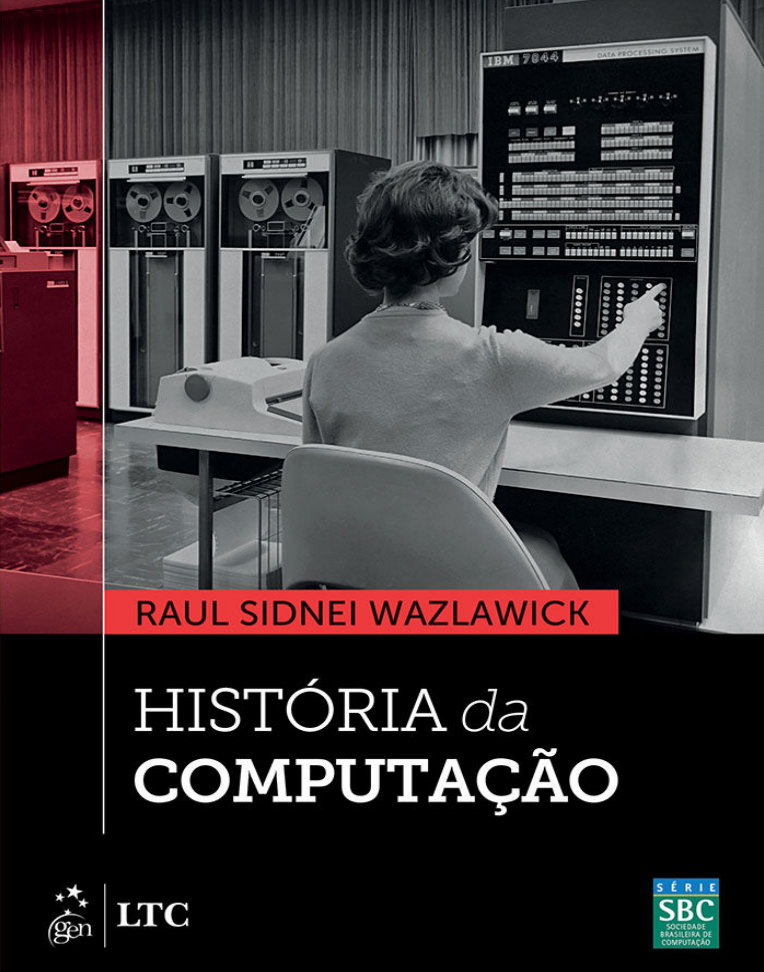 IBM 7044 DATA PROCESSING SYSTEM
RAUL SIDNEI WAZLAWICK
HISTÓRIA da
COMPUTAÇÃO
gen
LTC
SÉRIE
SBC
SOCIEDADE
BRASILEIRA DE
COMPUTAÇÃO